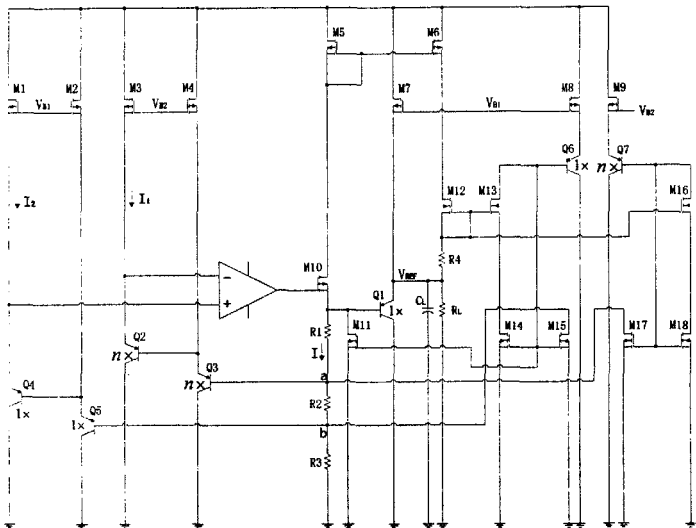 M5 M6
M1 M2 M3 M4 M7 M8 M9
VB1 VB2 VB1 VB2
Q6 Q7
1× n×
M12 M13 M16
I2 I1
M10
VREF
R4
− +
Q1
1×
CL RL
R1 M11
M14 M15 M17 M18
Q2
n×
I
a
Q3
n×
Q4
1×
R2
Q5
1×
b
R3